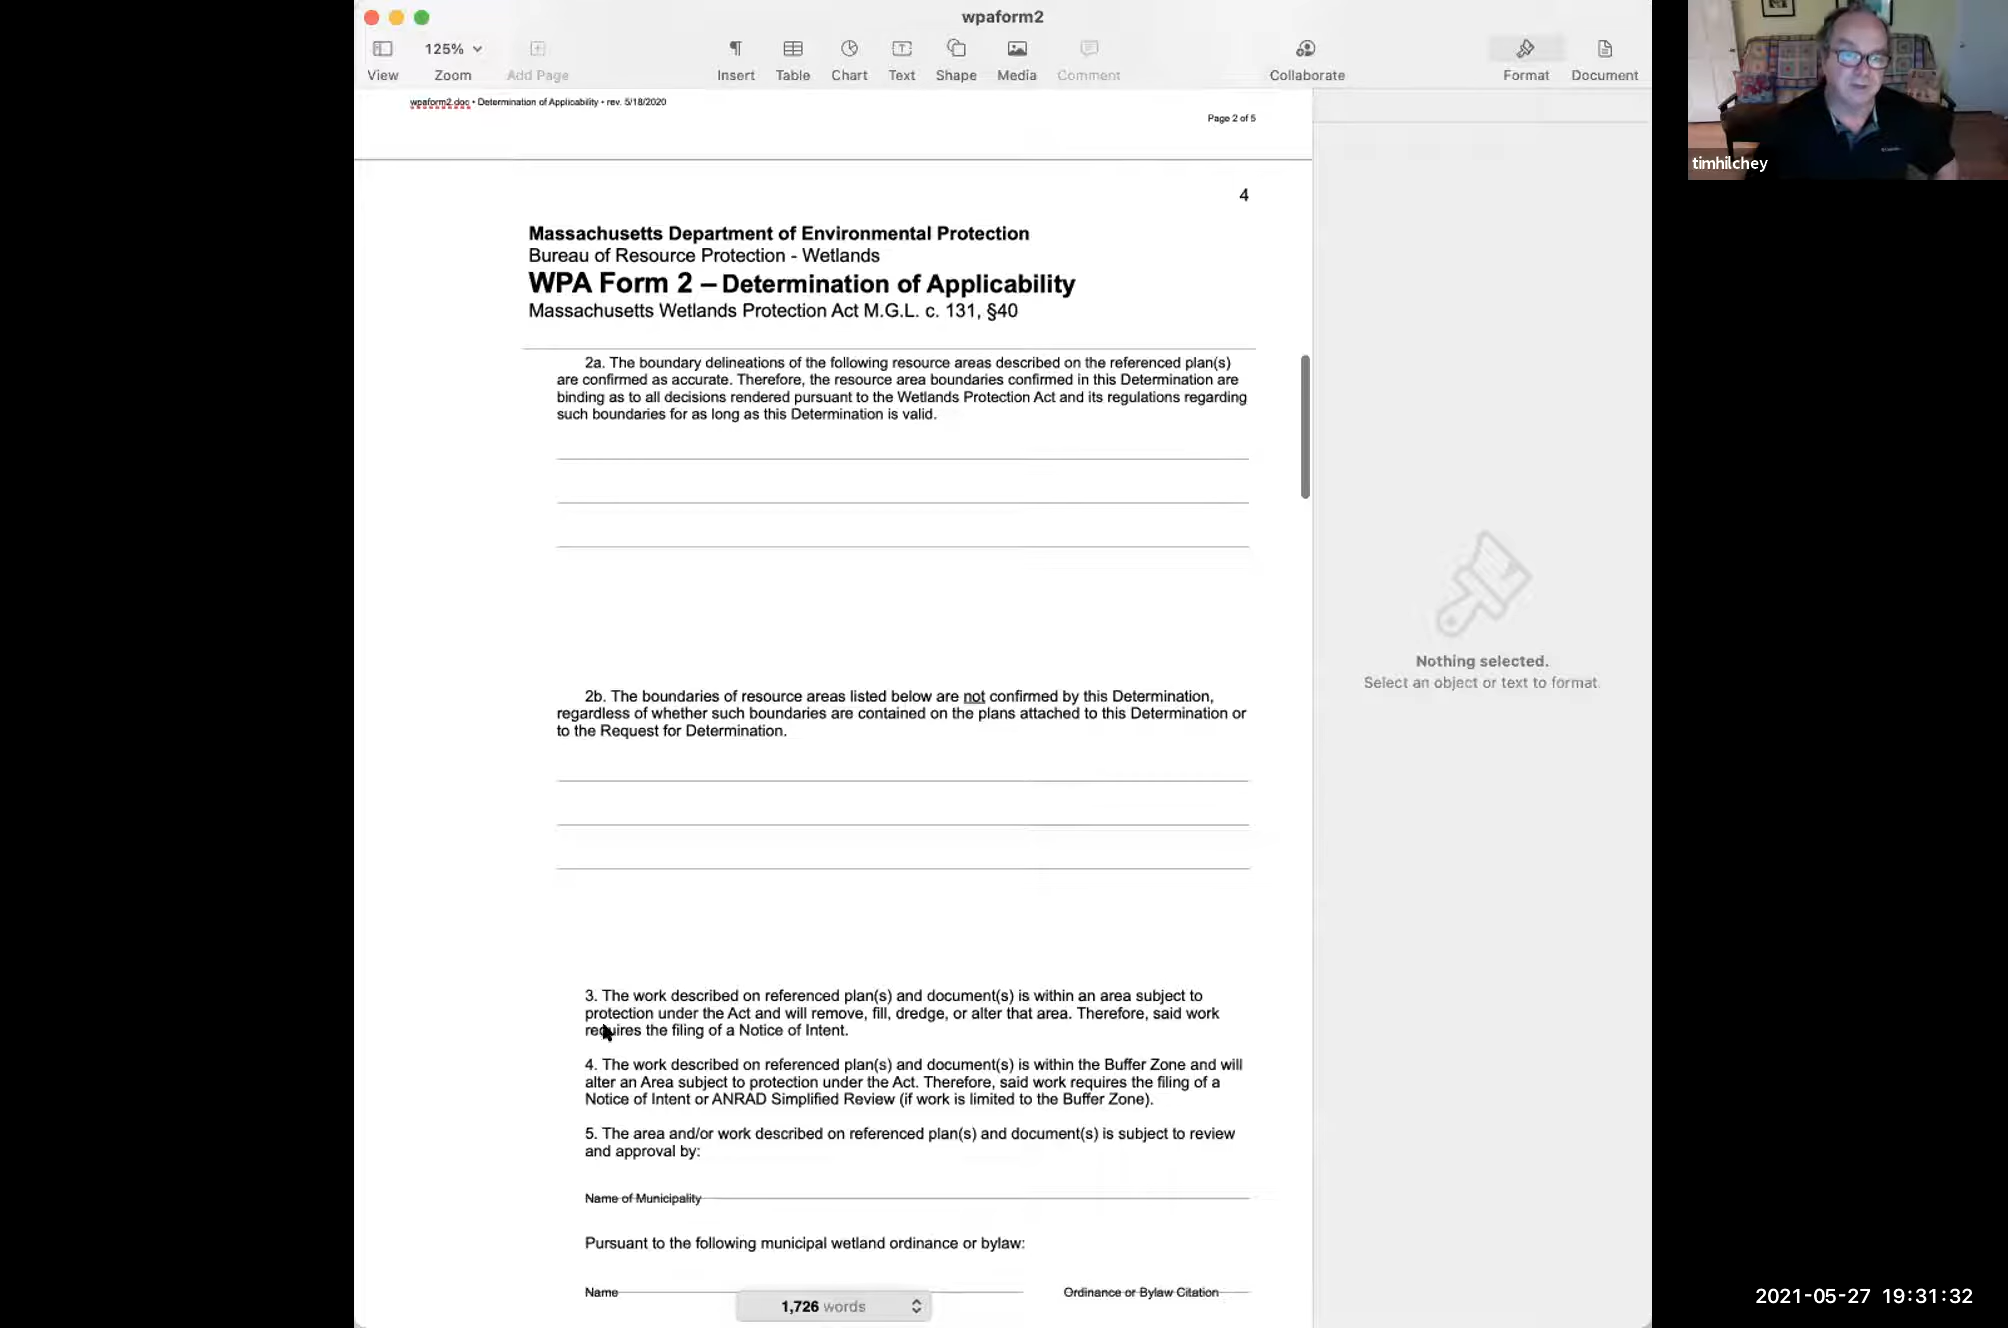 wpaform2
125%
View
Zoom
Add Page
Insert
Table
Chart
Text
Shape
Media
Comment
Collaborate
Format
Document
wpaform2.doc • Determination of Applicability • rev. 5/18/2020
Page 2 of 5
4
Massachusetts Department of Environmental Protection
Bureau of Resource Protection - Wetlands
WPA Form 2 – Determination of Applicability
Massachusetts Wetlands Protection Act M.G.L. c. 131, §40
2a. The boundary delineations of the following resource areas described on the referenced plan(s)
are confirmed as accurate. Therefore, the resource area boundaries confirmed in this Determination are
binding as to all decisions rendered pursuant to the Wetlands Protection Act and its regulations regarding
such boundaries for as long as this Determination is valid.
2b. The boundaries of resource areas listed below are not confirmed by this Determination,
regardless of whether such boundaries are contained on the plans attached to this Determination or
to the Request for Determination.
3. The work described on referenced plan(s) and document(s) is within an area subject to
protection under the Act and will remove, fill, dredge, or alter that area. Therefore, said work
requires the filing of a Notice of Intent.
4. The work described on referenced plan(s) and document(s) is within the Buffer Zone and will
alter an Area subject to protection under the Act. Therefore, said work requires the filing of a
Notice of Intent or ANRAD Simplified Review (if work is limited to the Buffer Zone).
5. The area and/or work described on referenced plan(s) and document(s) is subject to review
and approval by:
Name of Municipality
Pursuant to the following municipal wetland ordinance or bylaw:
Name
Ordinance or Bylaw Citation
1,726 words
Nothing selected.
Select an object or text to format.
timhilchey
2021-05-27 19:31:32